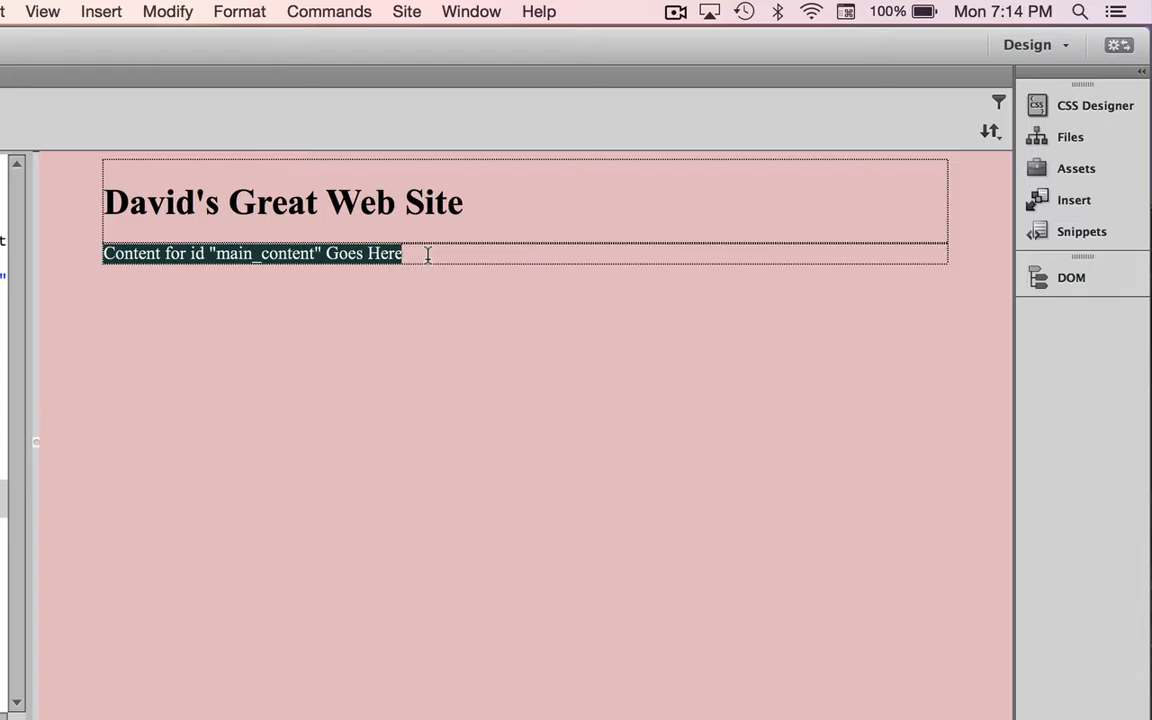 t Modify Format Commands Site Window Help 100% Mon 7:14 PM
View Insert
Design
CSS Designer
Files
Assets
Insert
Snippets
DOM
David's Great Web Site
Content for id "main_content" Goes Here
t
"